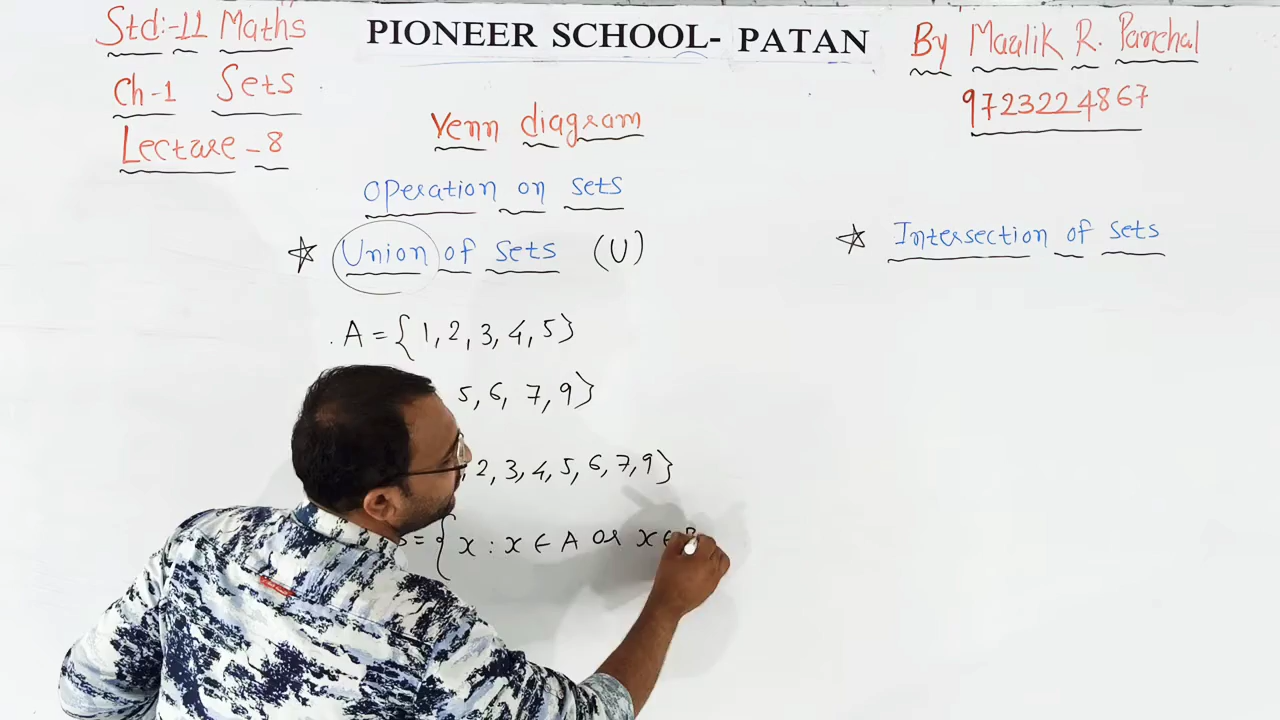 Std:-11 Maths
Ch-1 Sets
Lecture-8
PIONEER SCHOOL- PATAN
By Maulik R. Panchal
9723224867
Venn diagram
Operation on sets
☆ Union of sets (U)
A = {1, 2, 3, 4, 5}
5, 6, 7, 9}
, 2, 3, 4, 5, 6, 7, 9}
= { x : x ∈ A or x ∈
☆ Intersection of sets